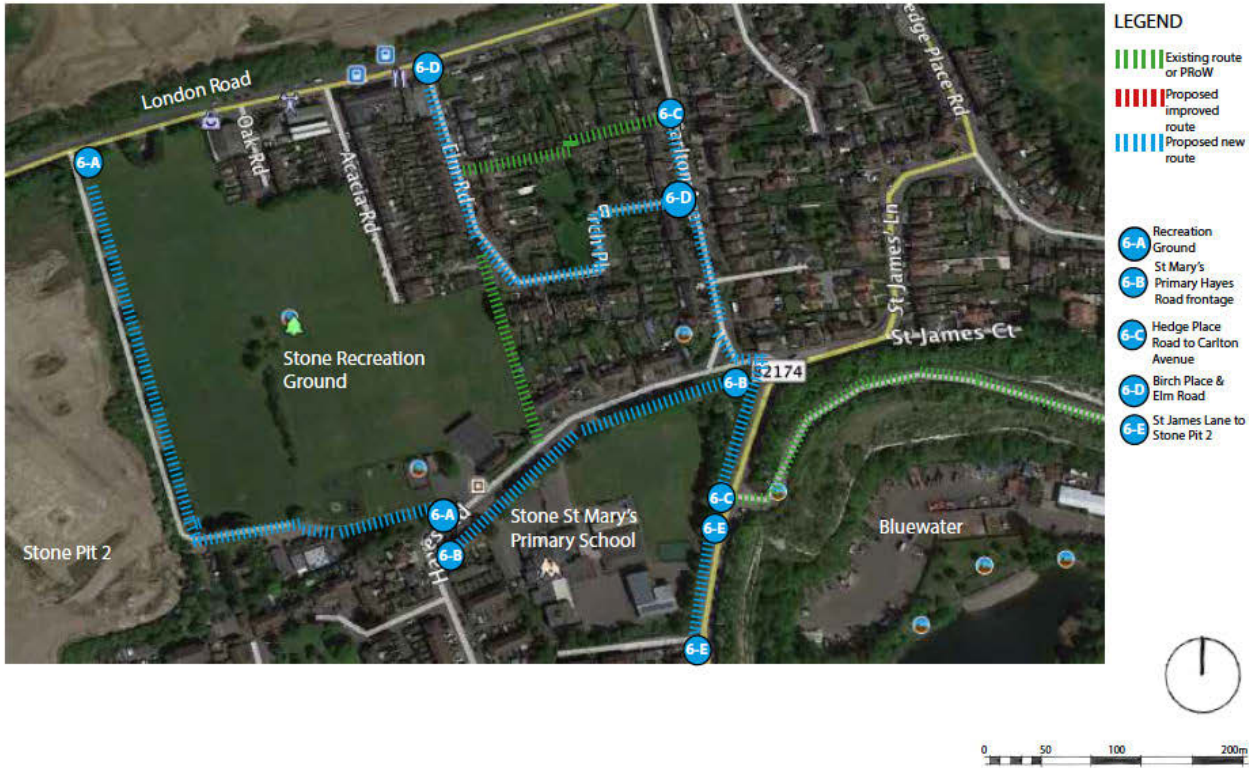 London Road
6-D
6-A
Oak Rd
Acacia Rd
Elm Rd
6-C
6-D
Birch Pl
edge Place Rd
St James' Ln
St James Ct
Stone Recreation
Ground
B2174
6-B
6-A
6-B
Stone St Mary's
Primary School
6-C
6-E
6-E
Bluewater
Stone Pit 2
LEGEND
Existing route
or PRoW
Proposed
improved
route
Proposed new
route
6-A
Recreation
Ground
6-B
St Mary's
Primary Hayes
Road frontage
6-C
Hedge Place
Road to Carlton
Avenue
6-D
Birch Place &
Elm Road
6-E
St James Lane to
Stone Pit 2
0 50 100 200m